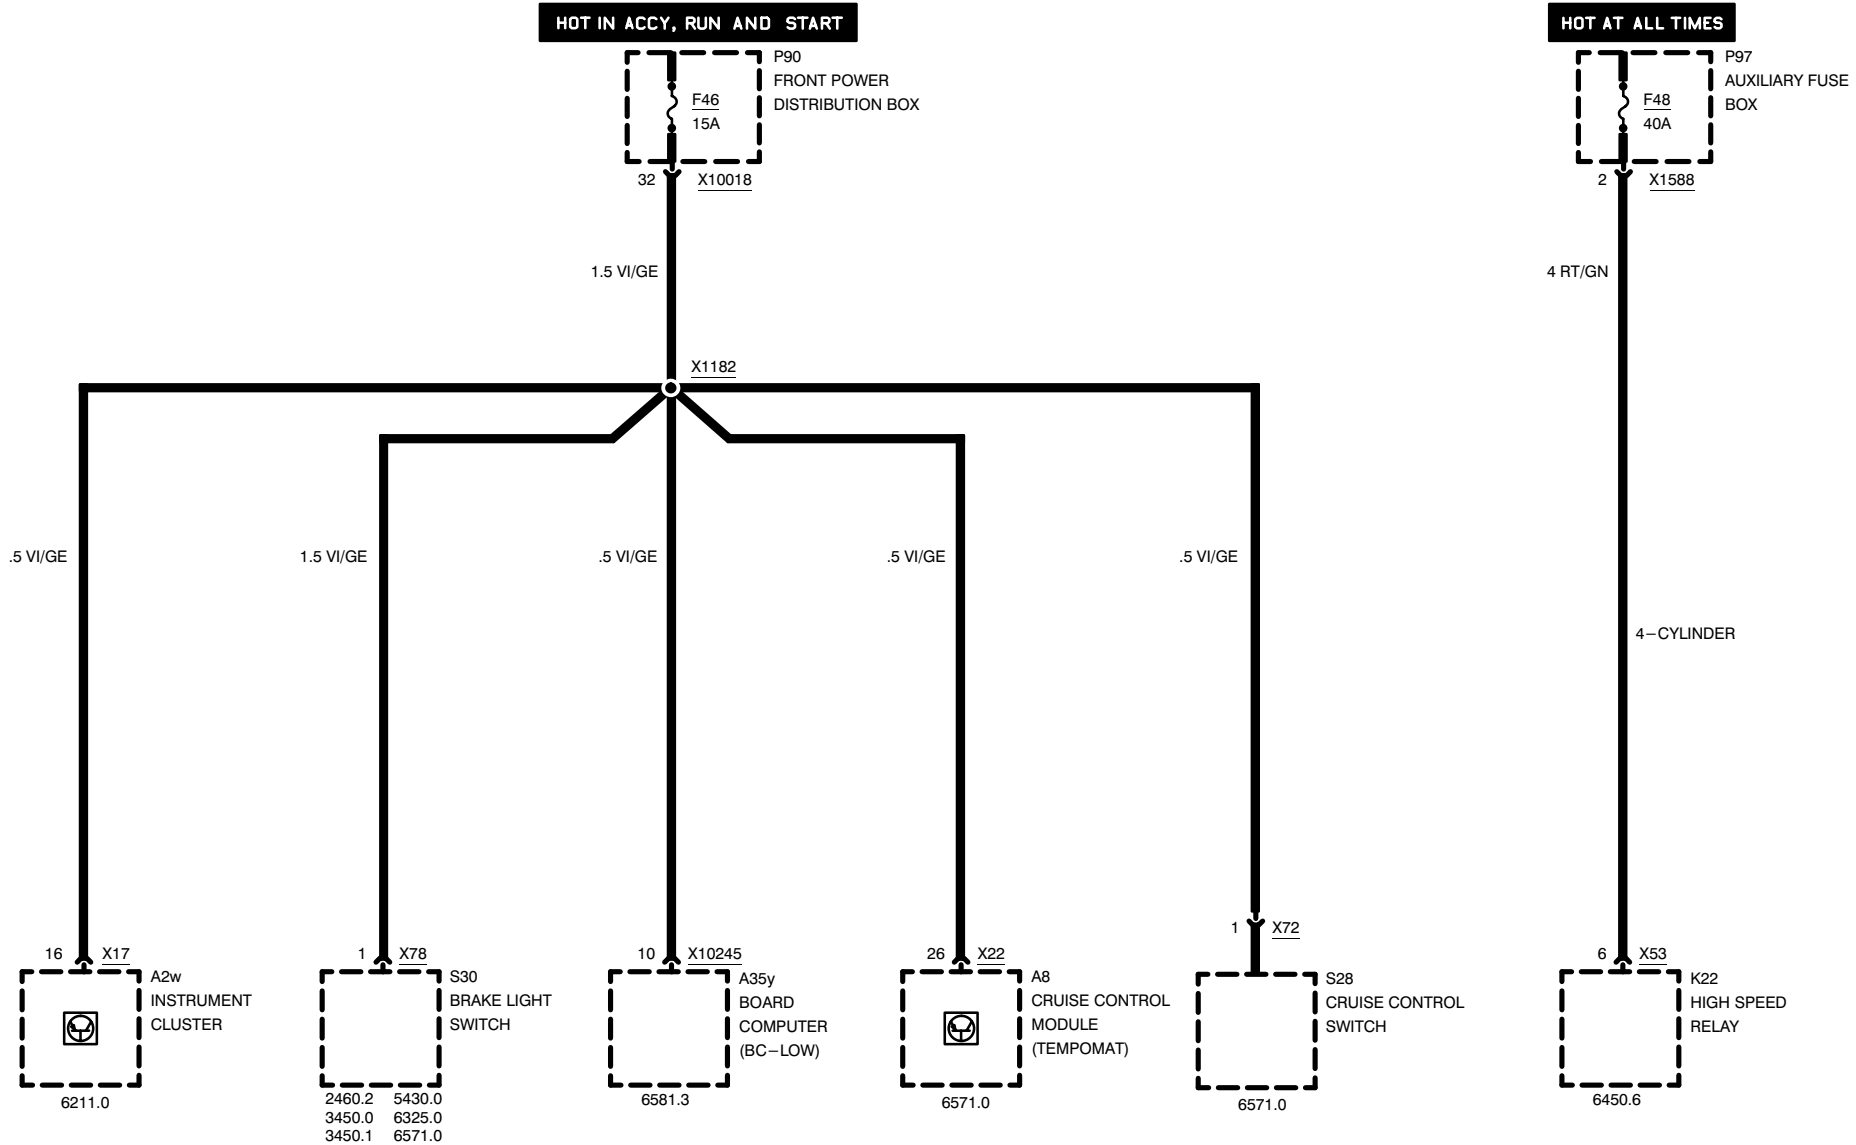 HOT IN ACCY, RUN AND START
P90
FRONT POWER
DISTRIBUTION BOX
F46
15A
32 X10018
1.5 VI/GE
X1182
HOT AT ALL TIMES
P97
AUXILIARY FUSE
BOX
F48
40A
2 X1588
4 RT/GN
.5 VI/GE
1.5 VI/GE
.5 VI/GE
.5 VI/GE
.5 VI/GE
4-CYLINDER
16 X17
A2w
INSTRUMENT
CLUSTER
6211.0
1 X78
S30
BRAKE LIGHT
SWITCH
2460.2 5430.0
3450.0 6325.0
3450.1 6571.0
10 X10245
A35y
BOARD
COMPUTER
(BC-LOW)
6581.3
26 X22
A8
CRUISE CONTROL
MODULE
(TEMPOMAT)
6571.0
1 X72
S28
CRUISE CONTROL
SWITCH
6571.0
6 X53
K22
HIGH SPEED
RELAY
6450.6